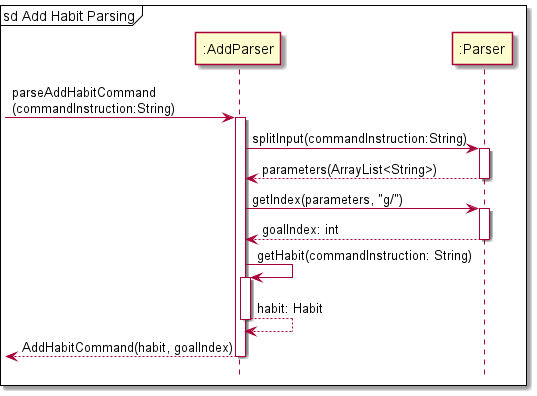 sd Add Habit Parsing
:AddParser
:Parser
parseAddHabitCommand
(commandInstruction:String)
splitInput(commandInstruction:String)
parameters(ArrayList<String>)
getIndex(parameters, "g/")
goalIndex: int
getHabit(commandInstruction: String)
habit: Habit
AddHabitCommand(habit, goalIndex)